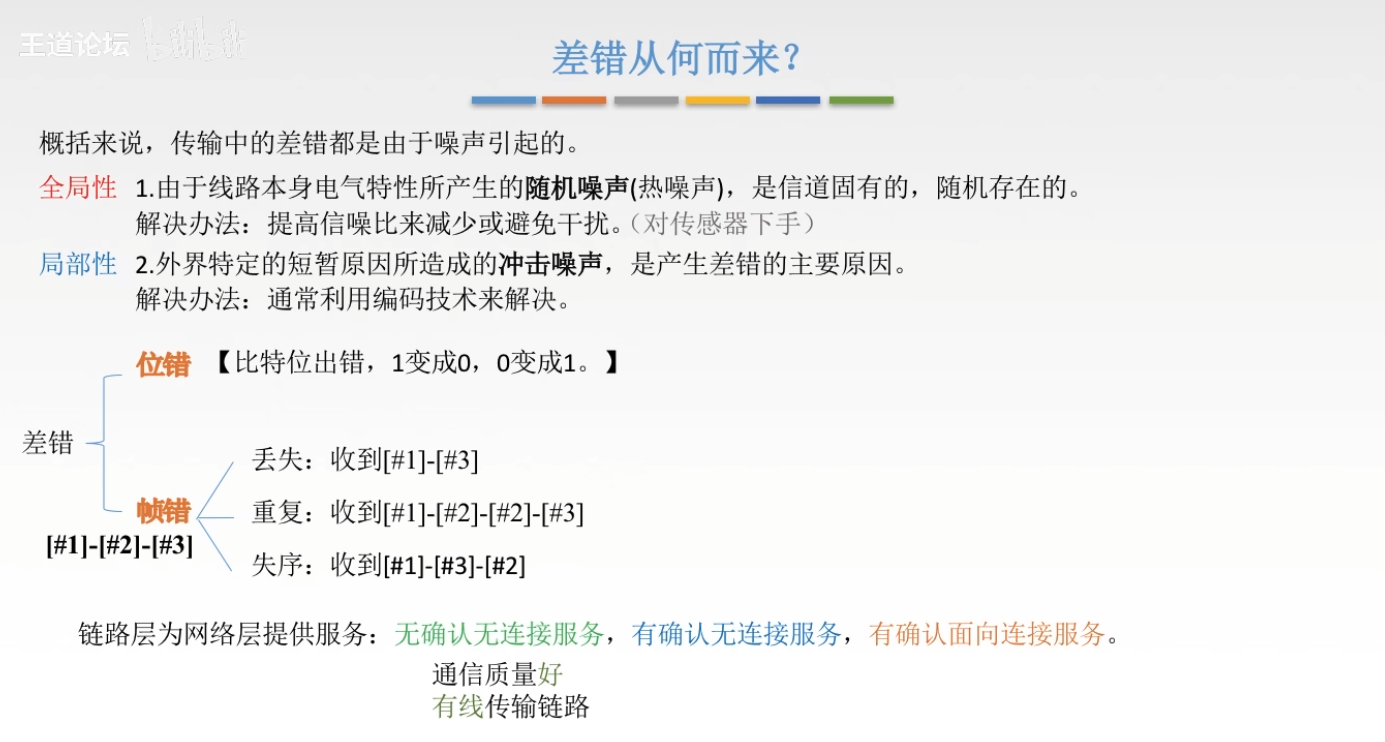 王道论坛 bilibili
差错从何而来？
概括来说，传输中的差错都是由于噪声引起的。
全局性 1.由于线路本身电气特性所产生的随机噪声(热噪声)，是信道固有的，随机存在的。
解决办法：提高信噪比来减少或避免干扰。（对传感器下手）
局部性 2.外界特定的短暂原因所造成的冲击噪声，是产生差错的主要原因。
解决办法：通常利用编码技术来解决。
位错 【比特位出错，1变成0，0变成1。】
差错
丢失：收到[#1]-[#3]
帧错
重复：收到[#1]-[#2]-[#2]-[#3]
[#1]-[#2]-[#3]
失序：收到[#1]-[#3]-[#2]
链路层为网络层提供服务：无确认无连接服务，有确认无连接服务，有确认面向连接服务。
通信质量好
有线传输链路